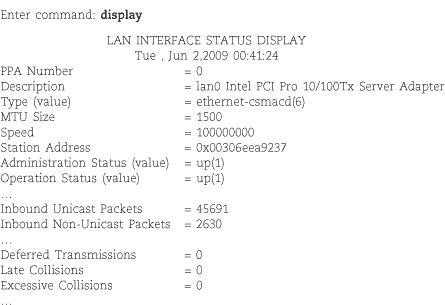 Enter command: display
LAN INTERFACE STATUS DISPLAY
Tue , Jun 2,2009 00:41:24
PPA Number = 0
Description = lan0 Intel PCI Pro 10/100Tx Server Adapter
Type (value) = ethernet-csmacd(6)
MTU Size = 1500
Speed = 100000000
Station Address = 0x00306eea9237
Administration Status (value) = up(1)
Operation Status (value) = up(1)
...
Inbound Unicast Packets = 45691
Inbound Non-Unicast Packets = 2630
...
Deferred Transmissions = 0
Late Collisions = 0
Excessive Collisions = 0
...